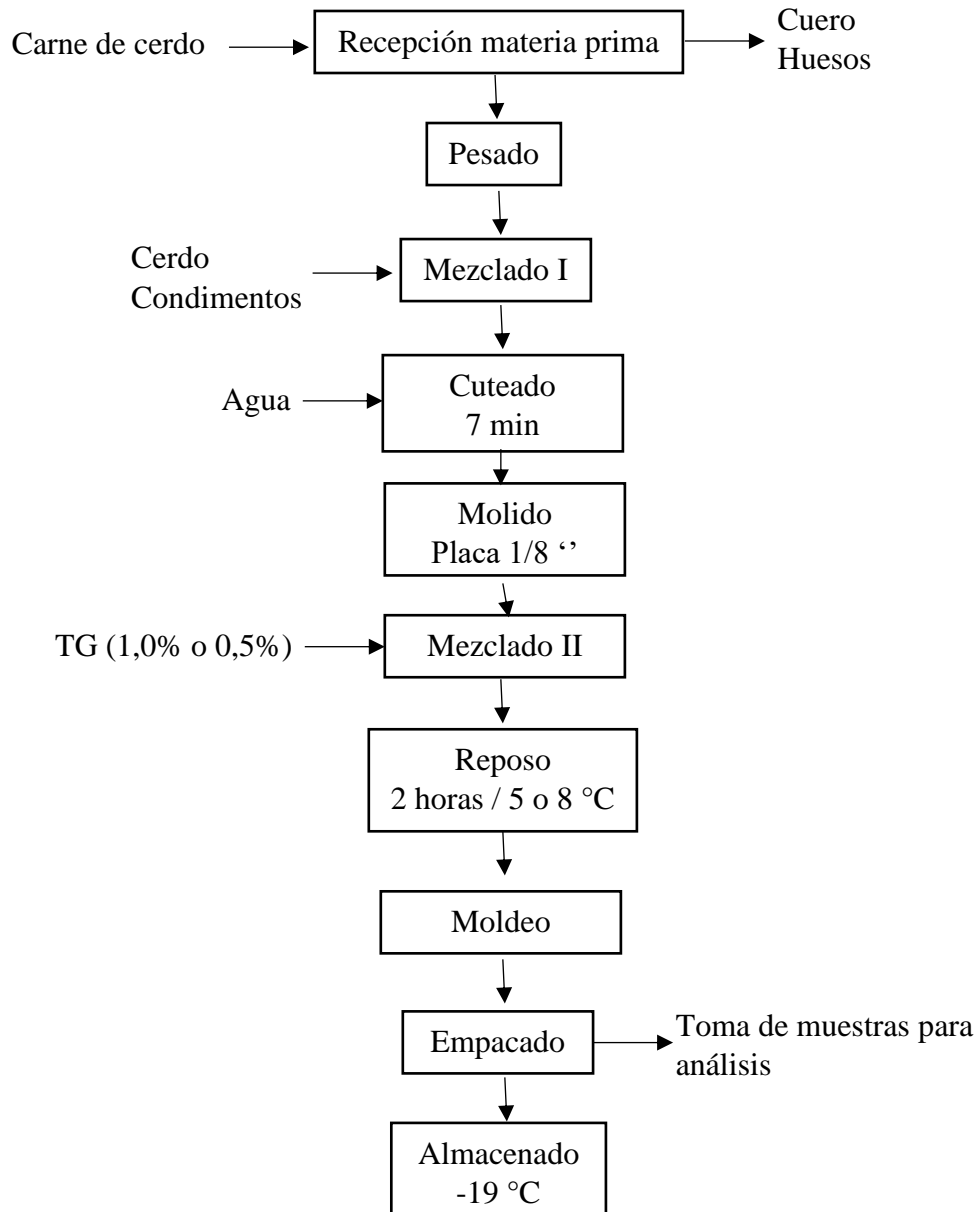 Carne de cerdo
Recepción materia prima
Cuero
Huesos
Pesado
Cerdo
Condimentos
Mezclado I
Agua
Cuteado
7 min
Molido
Placa 1/8 ‘’
TG (1,0% o 0,5%)
Mezclado II
Reposo
2 horas / 5 o 8 °C
Moldeo
Empacado
Toma de muestras para
análisis
Almacenado
-19 °C